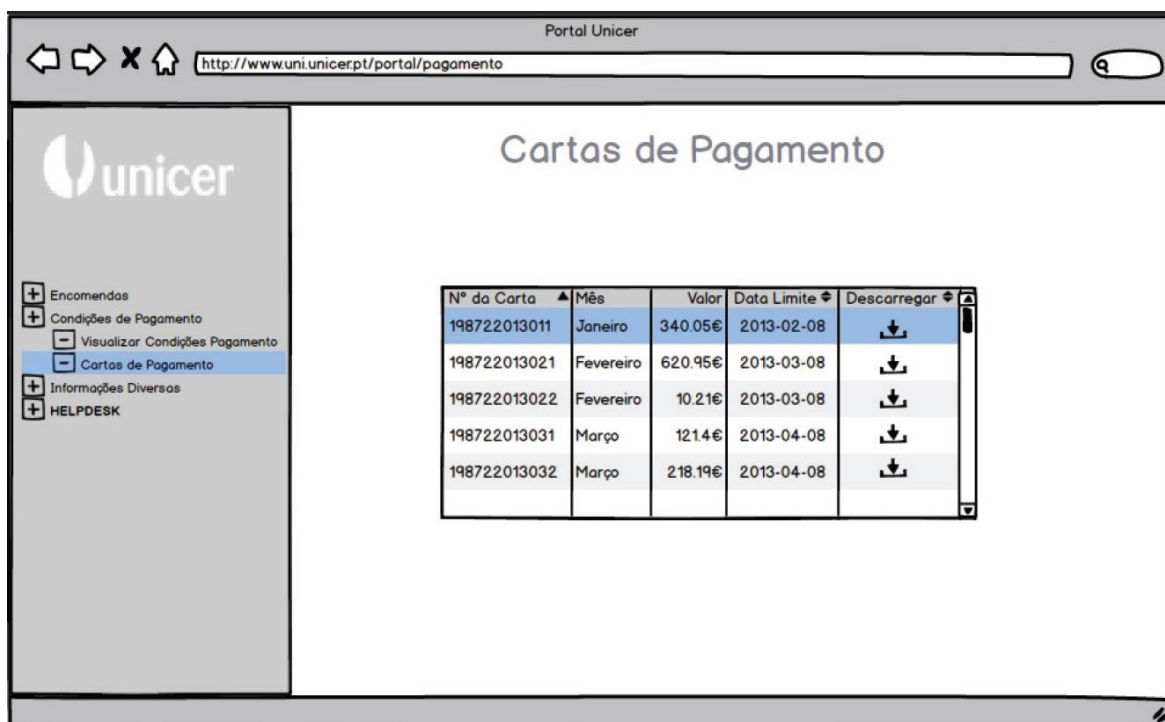 Portal Unicer
http://www.uni.unicer.pt/portal/pagamento
unicer
Encomendas
Condições de Pagamento
Visualizar Condições Pagamento
Cartas de Pagamento
Informações Diversas
HELPDESK
Cartas de Pagamento
Nº da Carta Mês Valor Data Limite Descarregar
198722013011 Janeiro 340.05€ 2013-02-08
198722013021 Fevereiro 620.95€ 2013-03-08
198722013022 Fevereiro 10.21€ 2013-03-08
198722013031 Março 121.4€ 2013-04-08
198722013032 Março 218.19€ 2013-04-08